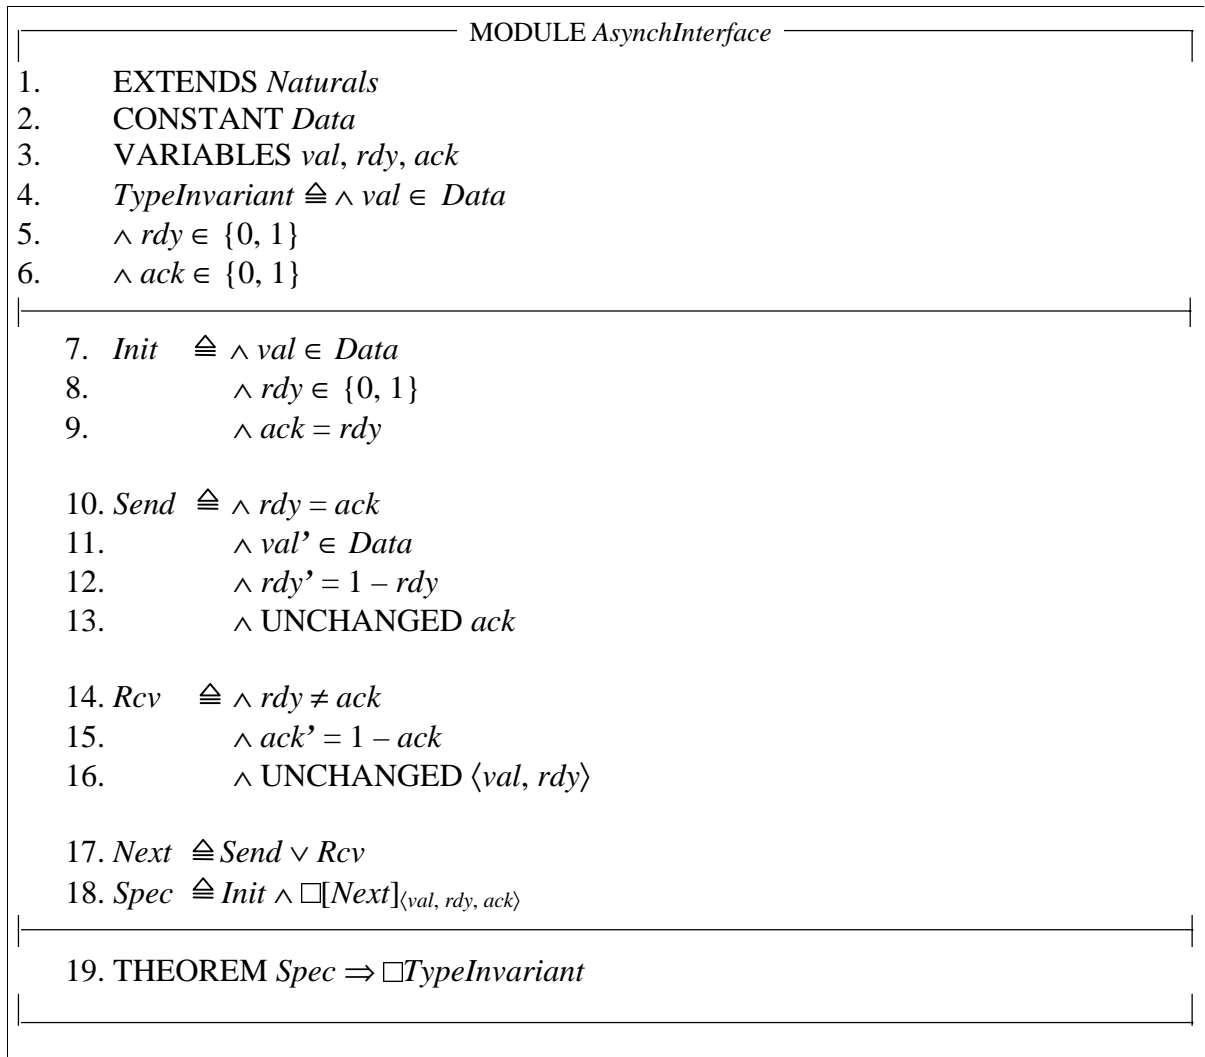 MODULE AsynchInterface
1. EXTENDS Naturals
2. CONSTANT Data
3. VARIABLES val, rdy, ack
4. TypeInvariant ≙ ∧ val ∈ Data
5. ∧ rdy ∈ {0, 1}
6. ∧ ack ∈ {0, 1}
7. Init ≙ ∧ val ∈ Data
8. ∧ rdy ∈ {0, 1}
9. ∧ ack = rdy
10. Send ≙ ∧ rdy = ack
11. ∧ val’ ∈ Data
12. ∧ rdy’ = 1 – rdy
13. ∧ UNCHANGED ack
14. Rcv ≙ ∧ rdy ≠ ack
15. ∧ ack’ = 1 – ack
16. ∧ UNCHANGED ⟨val, rdy⟩
17. Next ≙ Send ∨ Rcv
18. Spec ≙ Init ∧ □[Next]⟨val, rdy, ack⟩
19. THEOREM Spec ⇒ □TypeInvariant